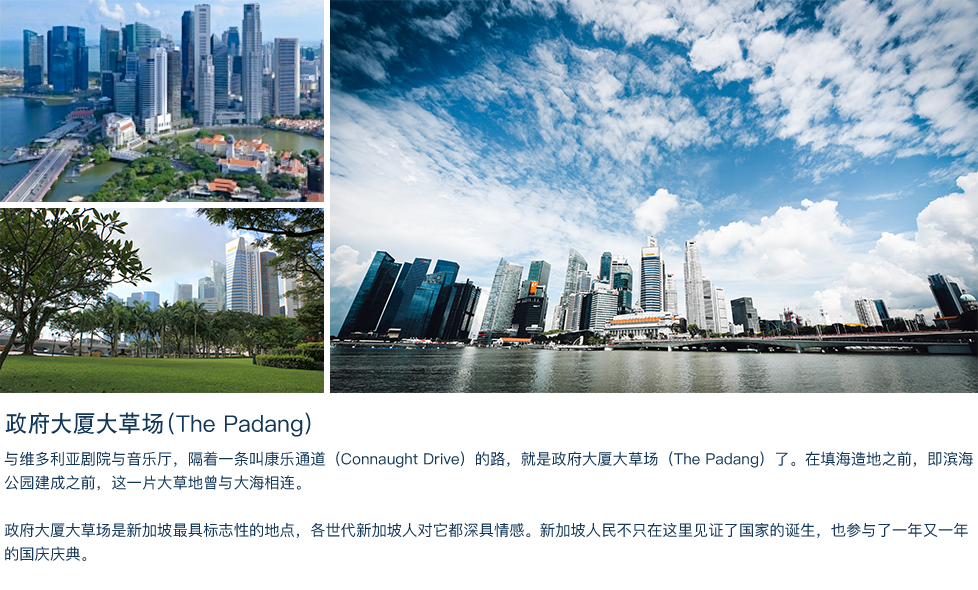 政府大厦大草场(The Padang)
与维多利亚剧院与音乐厅，隔着一条叫康乐通道（Connaught Drive）的路，就是政府大厦大草场（The Padang）了。在填海造地之前，即滨海
公园建成之前，这一片大草地曾与大海相连。
政府大厦大草场是新加坡最具标志性的地点，各世代新加坡人对它都深具情感。新加坡人民不只在这里见证了国家的诞生，也参与了一年又一年
的国庆庆典。